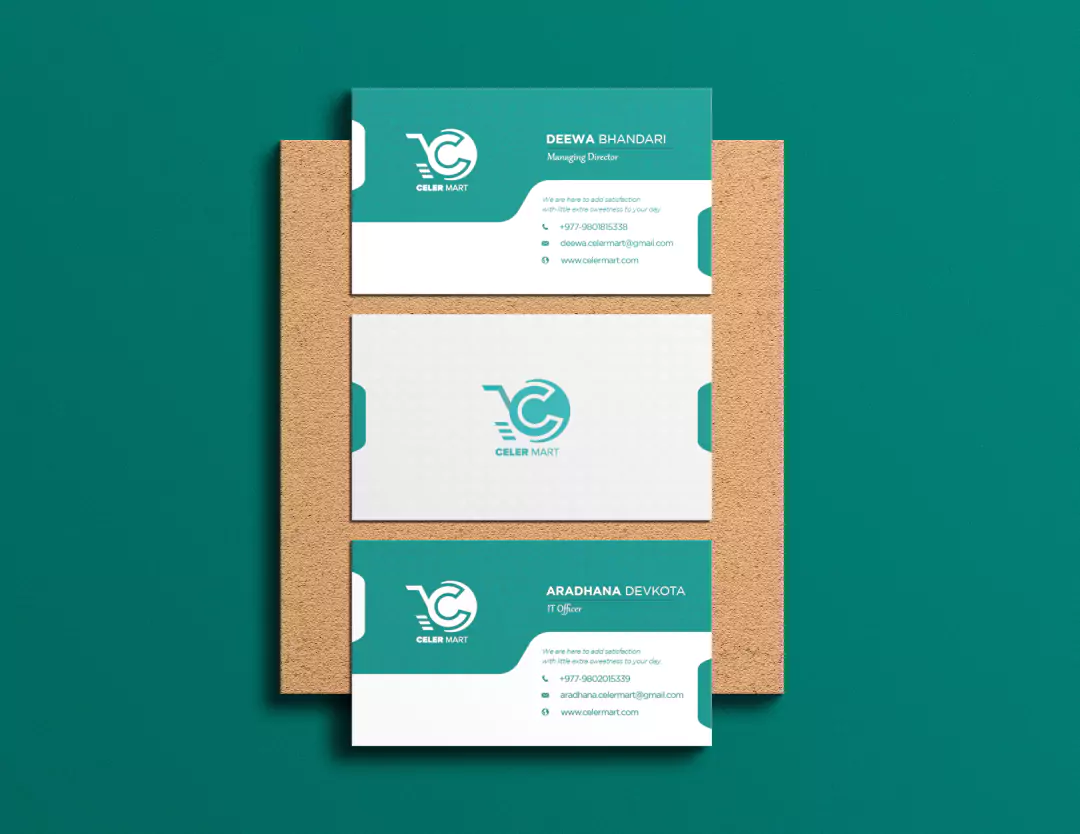 DEEWA BHANDARI
Managing Director
CELER MART
We are here to add satisfaction
with little extra sweetness to your day
+977-9801815338
deewa.celermart@gmail.com
www.celermart.com
C
CELER MART
ARADHANA DEVKOTA
IT Officer
CELER MART
We are here to add satisfaction
with little extra sweetness to your day
+977-9802015339
aradhana.celermart@gmail.com
www.celermart.com